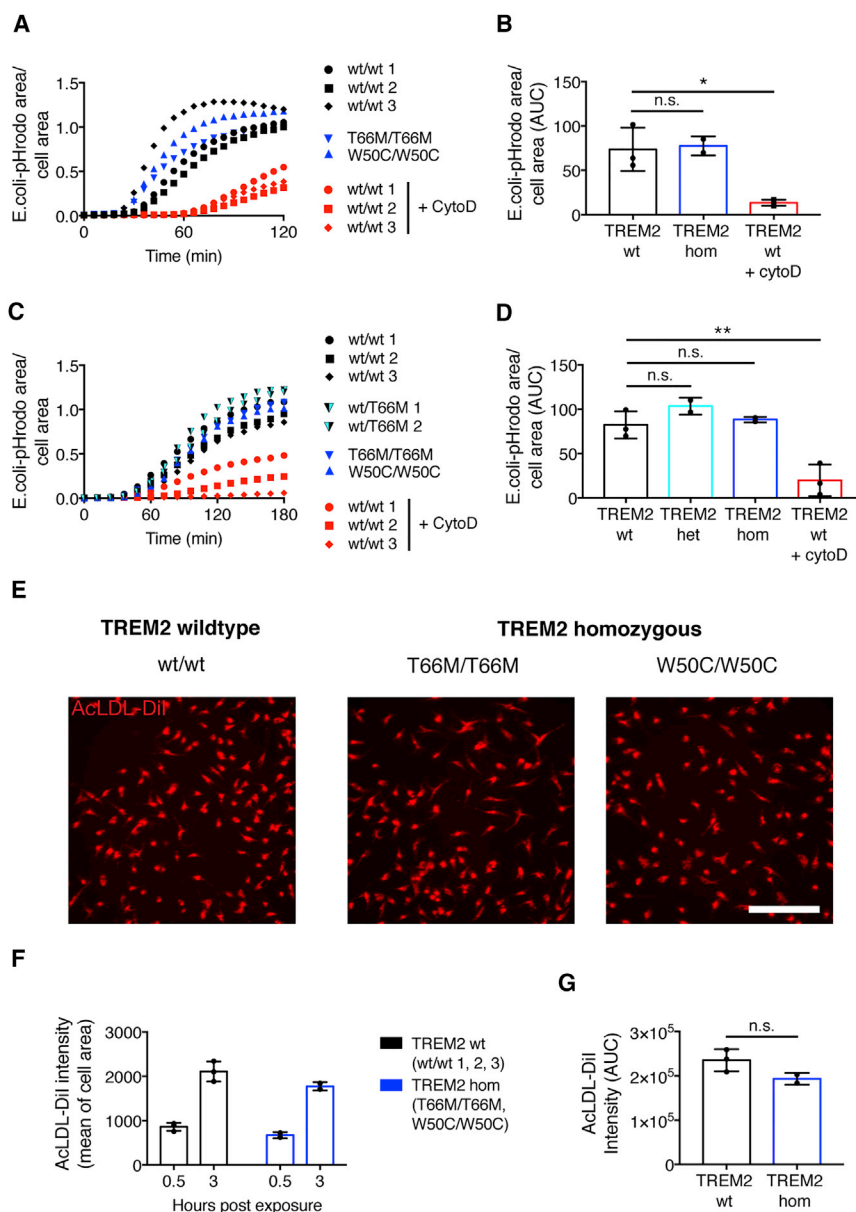 A
E.coli-pHrodo area/
cell area
1.5
1.0
0.5
0.0
0
60
120
Time (min)
wt/wt 1
wt/wt 2
wt/wt 3
T66M/T66M
W50C/W50C
wt/wt 1
wt/wt 2
wt/wt 3
+ CytoD
B
E.coli-pHrodo area/
cell area (AUC)
150
100
50
0
*
n.s.
TREM2
wt
TREM2
hom
TREM2
wt
+ cytoD
C
E.coli-pHrodo area/
cell area
1.5
1.0
0.5
0.0
0
60
120
180
Time (min)
wt/wt 1
wt/wt 2
wt/wt 3
wt/T66M 1
wt/T66M 2
T66M/T66M
W50C/W50C
wt/wt 1
wt/wt 2
wt/wt 3
+ CytoD
D
E.coli-pHrodo area/
cell area (AUC)
150
100
50
0
**
n.s.
n.s.
TREM2
wt
TREM2
het
TREM2
hom
TREM2
wt
+ cytoD
E
TREM2 wildtype
TREM2 homozygous
wt/wt
T66M/T66M
W50C/W50C
AcLDL-Dil
F
AcLDL-Dil intensity
(mean of cell area)
3000
2000
1000
0
0.5
3
0.5
3
Hours post exposure
TREM2 wt
(wt/wt 1, 2, 3)
TREM2 hom
(T66M/T66M,
W50C/W50C)
G
AcLDL-Dil
Intensity (AUC)
3×10⁵
2×10⁵
1×10⁵
0
n.s.
TREM2
wt
TREM2
hom